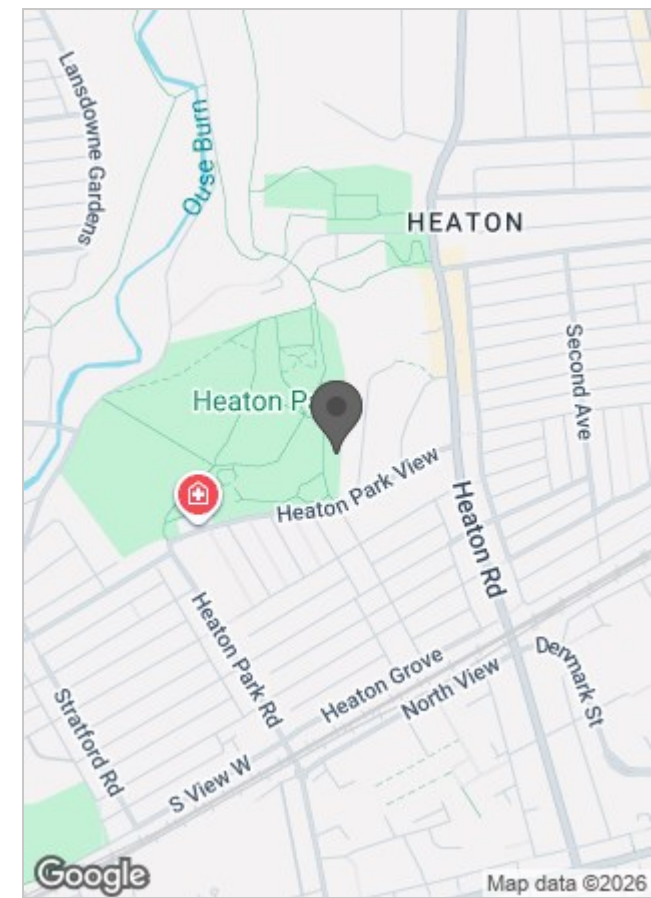 Lansdowne Gardens
Ouse Burn
HEATON
Second Ave
Heaton P
Heaton Park View
Heaton Rd
Heaton Park Rd
Heaton Grove
North View
Denmark St
Stratford Rd
S View W
Google
Map data ©2026